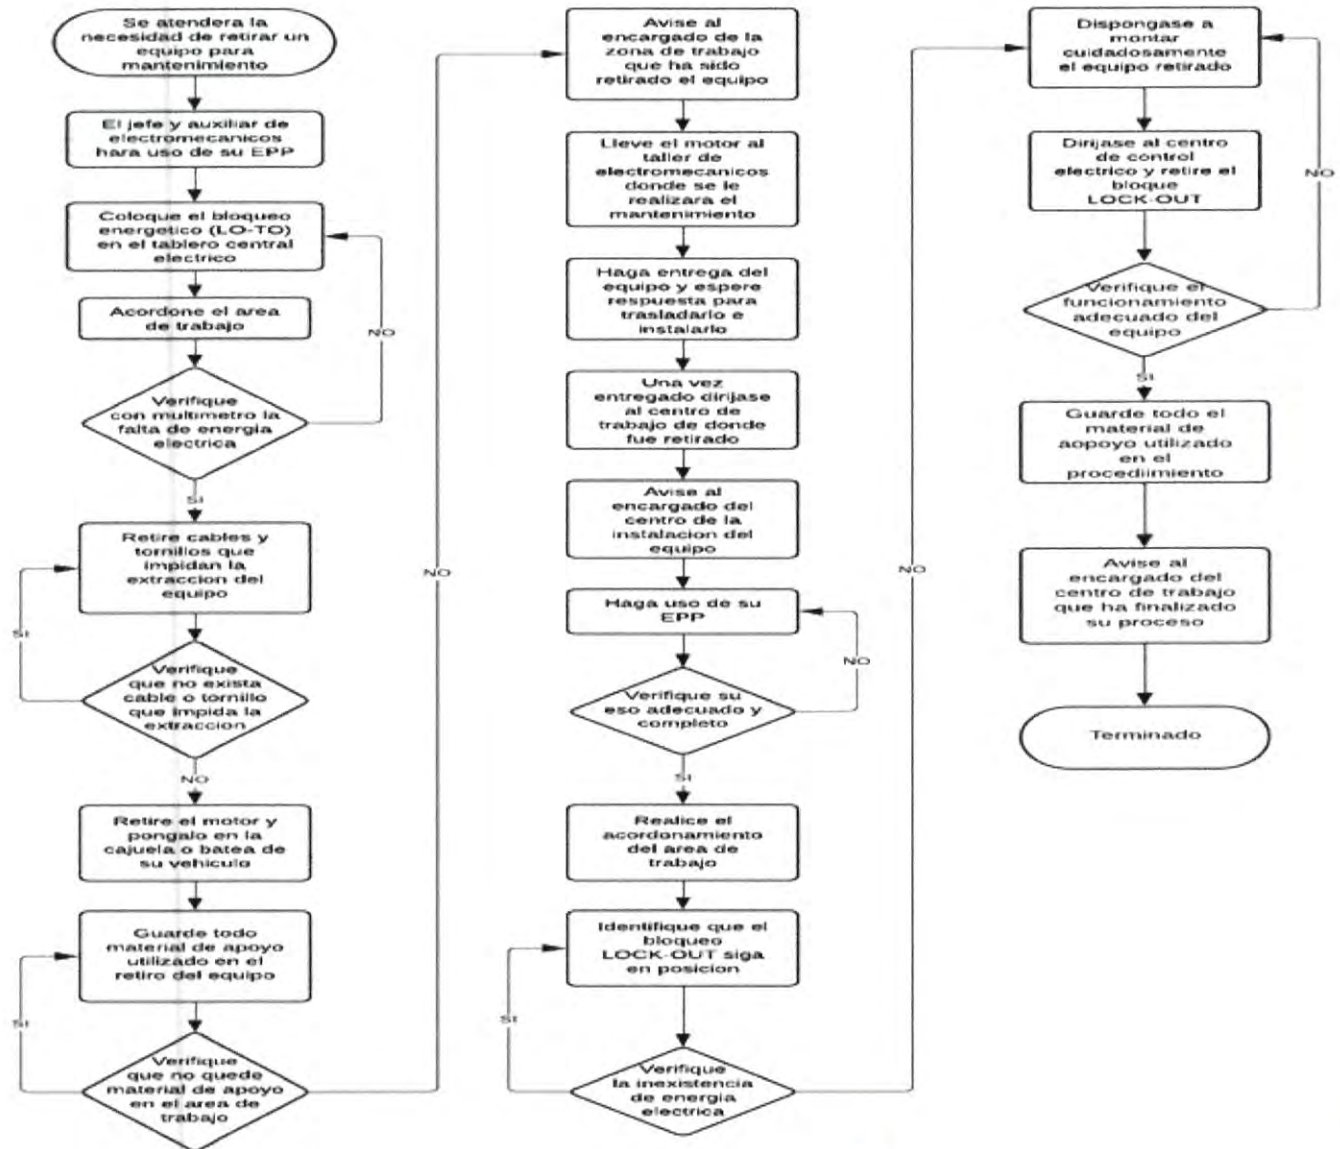 Se atendera la
necesidad de retirar un
equipo para
mantenimiento
El jefe y auxiliar de
electromecanicos
hara uso de su EPP
Coloque el bloqueo
energetico (LO-TO)
en el tablero central
electrico
Acordone el area
de trabajo
NO
Verifique
con multimetro la
falta de energia
electrica
SI
Retire cables y
tornillos que
impidan la
extraccion del
equipo
SI
Verifique
que no exista
cable o tornillo
que impida la
extraccion
NO
Retire el motor y
pongalo en la
cajuela o batea de
su vehiculo
Guarde todo
material de apoyo
utilizado en el
retiro del equipo
SI
Verifique
que no quede
material de apoyo
en el area de
trabajo
NO
Avise al
encargado de la
zona de trabajo
que ha sido
retirado el equipo
Lleve el motor al
taller de
electromecanicos
donde se le
realizara el
mantenimiento
Haga entrega del
equipo y espere
respuesta para
trasladarlo e
instalarlo
Una vez
entregado dirijase
al centro de
trabajo de donde
fue retirado
Avise al
encargado del
centro de la
instalacion del
equipo
Haga uso de su
EPP
NO
Verifique su
eso adecuado y
completo
SI
Realice el
acordonamiento
del area de
trabajo
Identifique que el
bloqueo
LOCK-OUT siga
en posicion
SI
Verifique
la inexistencia
de energia
electrica
NO
Dispongase a
montar
cuidadosamente
el equipo retirado
Dirijase al centro
de control
electrico y retire el
bloque
LOCK-OUT
NO
Verifique el
funcionamiento
adecuado del
equipo
SI
Guarde todo el
material de
aopoyo utilizado
en el
procediimiento
Avise al
encargado del
centro de trabajo
que ha finalizado
su proceso
Terminado